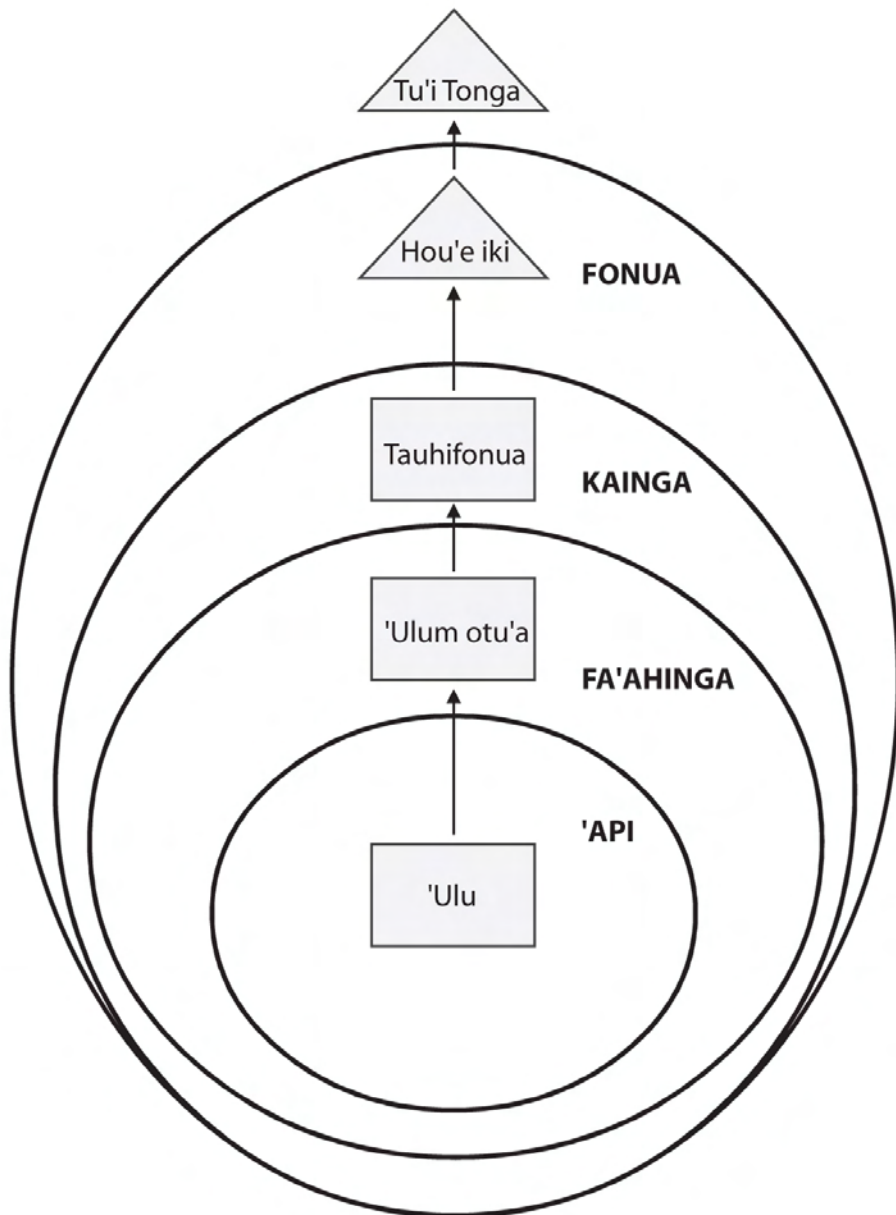 Tu'i Tonga
Hou'e iki
FONUA
Tauhifonua
KAINGA
'Ulum otu'a
FA'AHINGA
'API
'Ulu